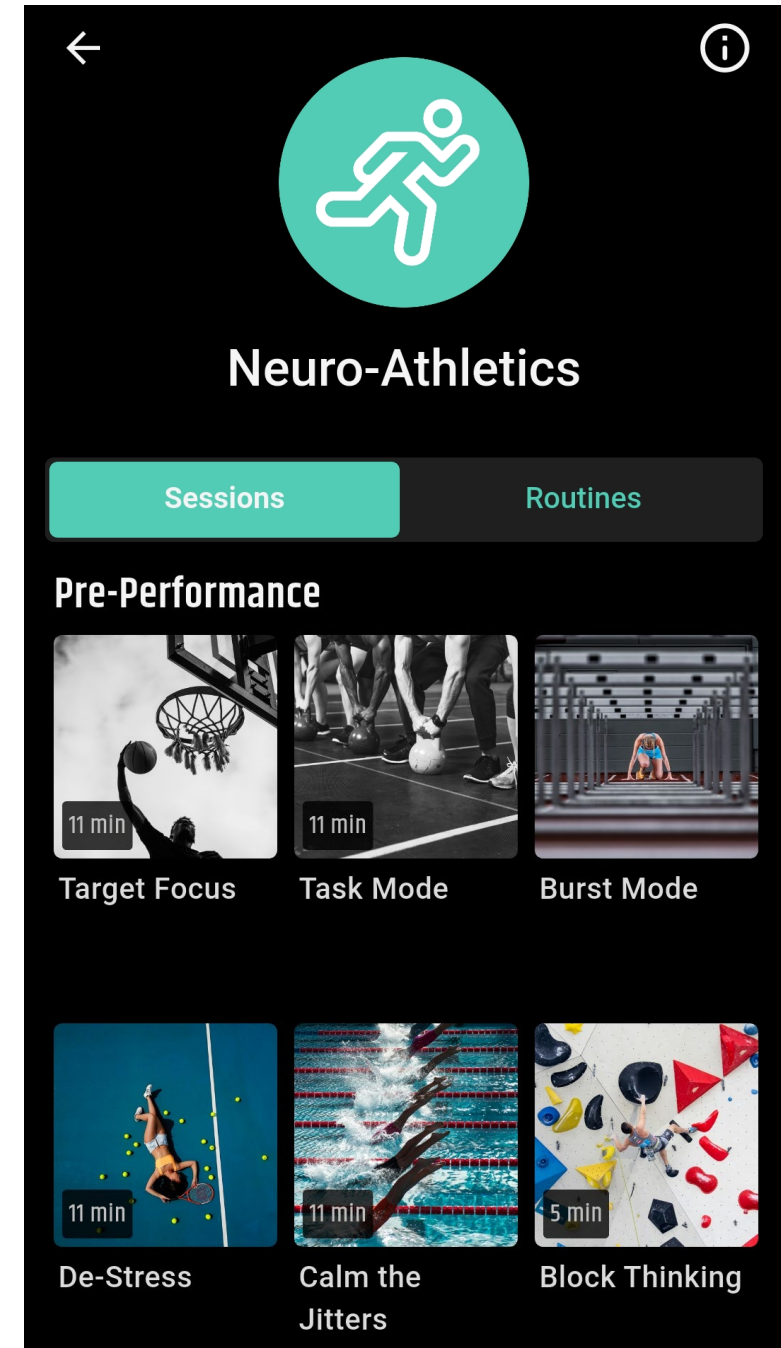 Neuro-Athletics
Sessions
Routines
Pre-Performance
11 min
11 min
Target Focus
Task Mode
Burst Mode
11 min
11 min
5 min
De-Stress
Calm the
Jitters
Block Thinking